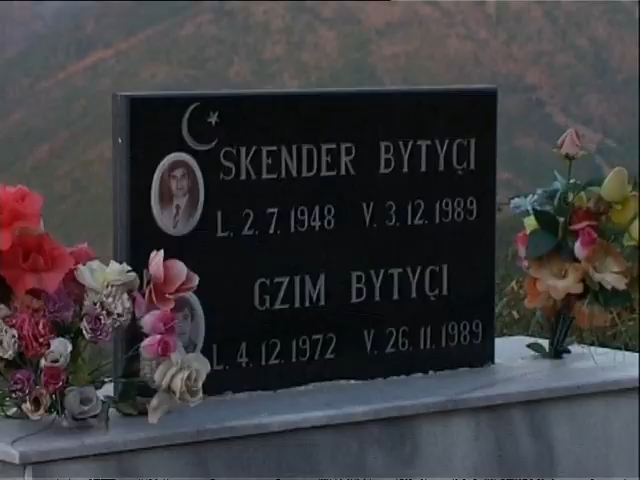 SKENDER BYTYÇI
L. 2. 7. 1948 V. 3. 12. 1989
GZIM BYTYÇI
L. 4. 12. 1972 V. 26. 11. 1989